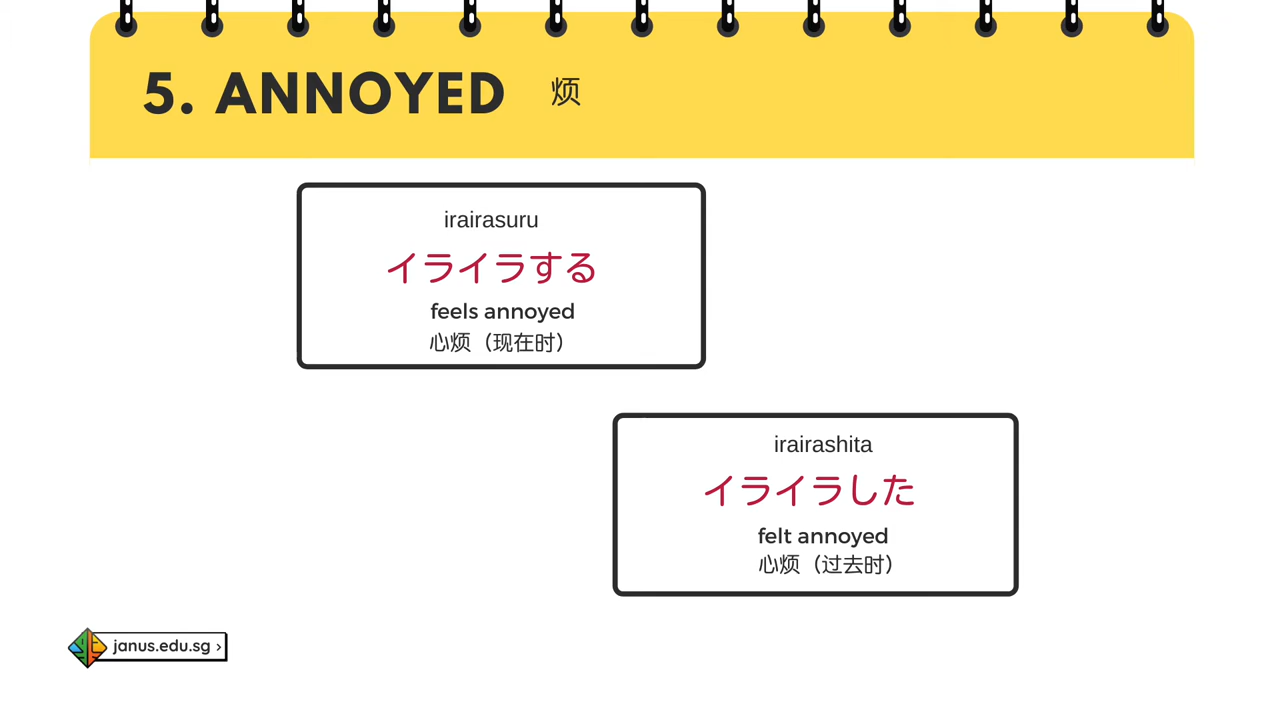 5. ANNOYED 烦
irairasuru
イライラする
feels annoyed
心烦（现在时）
irairashita
イライラした
felt annoyed
心烦（过去时）
janus.edu.sg ›